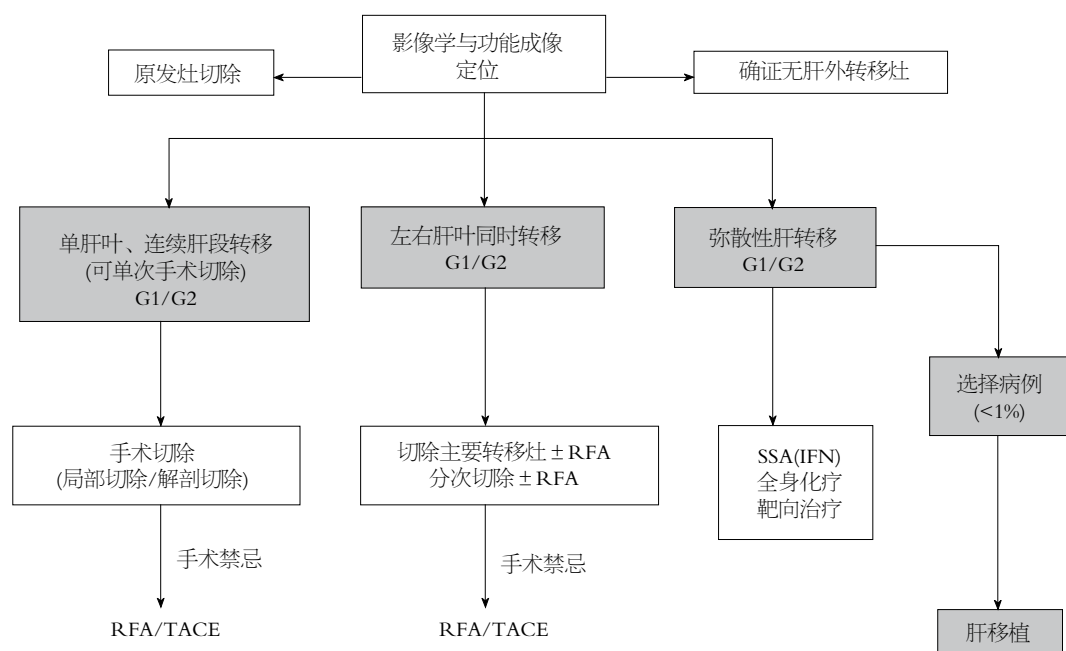 影像学与功能成像
定位
原发灶切除
确证无肝外转移灶
单肝叶、连续肝段转移
(可单次手术切除)
G1/G2
左右肝叶同时转移
G1/G2
弥散性肝转移
G1/G2
选择病例
(<1%)
手术切除
(局部切除/解剖切除)
切除主要转移灶±RFA
分次切除±RFA
SSA(IFN)
全身化疗
靶向治疗
手术禁忌
手术禁忌
RFA/TACE
RFA/TACE
肝移植